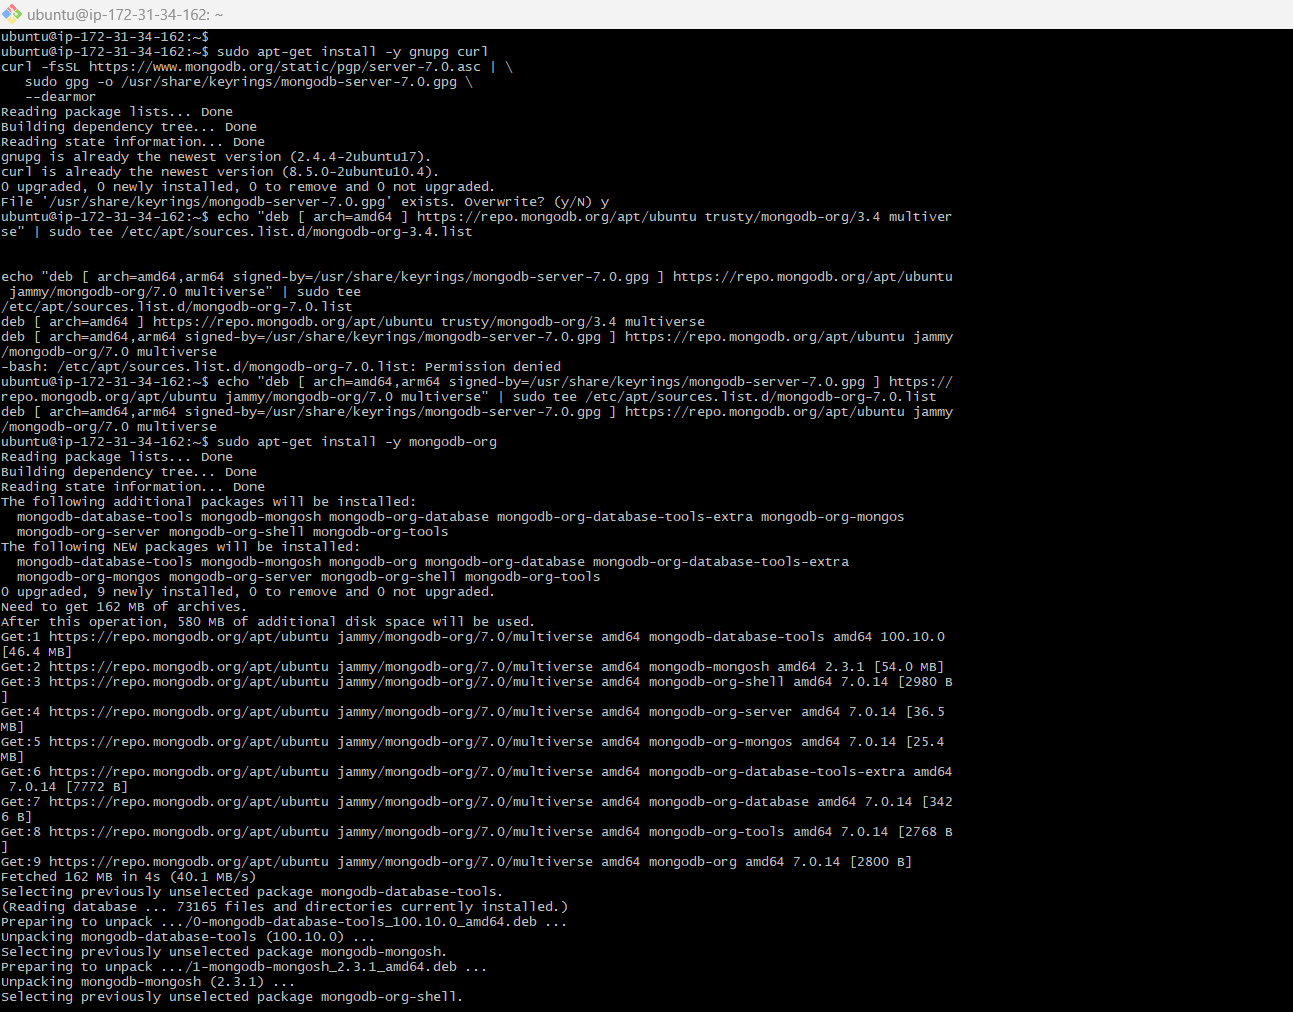 ubuntu@ip-172-31-34-162: ~
ubuntu@ip-172-31-34-162:~$
ubuntu@ip-172-31-34-162:~$ sudo apt-get install -y gnupg curl
curl -fsSL https://www.mongodb.org/static/pgp/server-7.0.asc | \
   sudo gpg -o /usr/share/keyrings/mongodb-server-7.0.gpg \
   --dearmor
Reading package lists... Done
Building dependency tree... Done
Reading state information... Done
gnupg is already the newest version (2.4.4-2ubuntu17).
curl is already the newest version (8.5.0-2ubuntu10.4).
0 upgraded, 0 newly installed, 0 to remove and 0 not upgraded.
File '/usr/share/keyrings/mongodb-server-7.0.gpg' exists. Overwrite? (y/N) y
ubuntu@ip-172-31-34-162:~$ echo "deb [ arch=amd64 ] https://repo.mongodb.org/apt/ubuntu trusty/mongodb-org/3.4 multiver
se" | sudo tee /etc/apt/sources.list.d/mongodb-org-3.4.list
echo "deb [ arch=amd64,arm64 signed-by=/usr/share/keyrings/mongodb-server-7.0.gpg ] https://repo.mongodb.org/apt/ubuntu
 jammy/mongodb-org/7.0 multiverse" | sudo tee
/etc/apt/sources.list.d/mongodb-org-7.0.list
deb [ arch=amd64 ] https://repo.mongodb.org/apt/ubuntu trusty/mongodb-org/3.4 multiverse
deb [ arch=amd64,arm64 signed-by=/usr/share/keyrings/mongodb-server-7.0.gpg ] https://repo.mongodb.org/apt/ubuntu jammy
/mongodb-org/7.0 multiverse
-bash: /etc/apt/sources.list.d/mongodb-org-7.0.list: Permission denied
ubuntu@ip-172-31-34-162:~$ echo "deb [ arch=amd64,arm64 signed-by=/usr/share/keyrings/mongodb-server-7.0.gpg ] https://
repo.mongodb.org/apt/ubuntu jammy/mongodb-org/7.0 multiverse" | sudo tee /etc/apt/sources.list.d/mongodb-org-7.0.list
deb [ arch=amd64,arm64 signed-by=/usr/share/keyrings/mongodb-server-7.0.gpg ] https://repo.mongodb.org/apt/ubuntu jammy
/mongodb-org/7.0 multiverse
ubuntu@ip-172-31-34-162:~$ sudo apt-get install -y mongodb-org
Reading package lists... Done
Building dependency tree... Done
Reading state information... Done
The following additional packages will be installed:
  mongodb-database-tools mongodb-mongosh mongodb-org-database mongodb-org-database-tools-extra mongodb-org-mongos
  mongodb-org-server mongodb-org-shell mongodb-org-tools
The following NEW packages will be installed:
  mongodb-database-tools mongodb-mongosh mongodb-org mongodb-org-database mongodb-org-database-tools-extra
  mongodb-org-mongos mongodb-org-server mongodb-org-shell mongodb-org-tools
0 upgraded, 9 newly installed, 0 to remove and 0 not upgraded.
Need to get 162 MB of archives.
After this operation, 580 MB of additional disk space will be used.
Get:1 https://repo.mongodb.org/apt/ubuntu jammy/mongodb-org/7.0/multiverse amd64 mongodb-database-tools amd64 100.10.0
[46.4 MB]
Get:2 https://repo.mongodb.org/apt/ubuntu jammy/mongodb-org/7.0/multiverse amd64 mongodb-mongosh amd64 2.3.1 [54.0 MB]
Get:3 https://repo.mongodb.org/apt/ubuntu jammy/mongodb-org/7.0/multiverse amd64 mongodb-org-shell amd64 7.0.14 [2980 B
]
Get:4 https://repo.mongodb.org/apt/ubuntu jammy/mongodb-org/7.0/multiverse amd64 mongodb-org-server amd64 7.0.14 [36.5
MB]
Get:5 https://repo.mongodb.org/apt/ubuntu jammy/mongodb-org/7.0/multiverse amd64 mongodb-org-mongos amd64 7.0.14 [25.4
MB]
Get:6 https://repo.mongodb.org/apt/ubuntu jammy/mongodb-org/7.0/multiverse amd64 mongodb-org-database-tools-extra amd64
 7.0.14 [7772 B]
Get:7 https://repo.mongodb.org/apt/ubuntu jammy/mongodb-org/7.0/multiverse amd64 mongodb-org-database amd64 7.0.14 [342
6 B]
Get:8 https://repo.mongodb.org/apt/ubuntu jammy/mongodb-org/7.0/multiverse amd64 mongodb-org-tools amd64 7.0.14 [2768 B
]
Get:9 https://repo.mongodb.org/apt/ubuntu jammy/mongodb-org/7.0/multiverse amd64 mongodb-org amd64 7.0.14 [2800 B]
Fetched 162 MB in 4s (40.1 MB/s)
Selecting previously unselected package mongodb-database-tools.
(Reading database ... 73165 files and directories currently installed.)
Preparing to unpack .../0-mongodb-database-tools_100.10.0_amd64.deb ...
Unpacking mongodb-database-tools (100.10.0) ...
Selecting previously unselected package mongodb-mongosh.
Preparing to unpack .../1-mongodb-mongosh_2.3.1_amd64.deb ...
Unpacking mongodb-mongosh (2.3.1) ...
Selecting previously unselected package mongodb-org-shell.